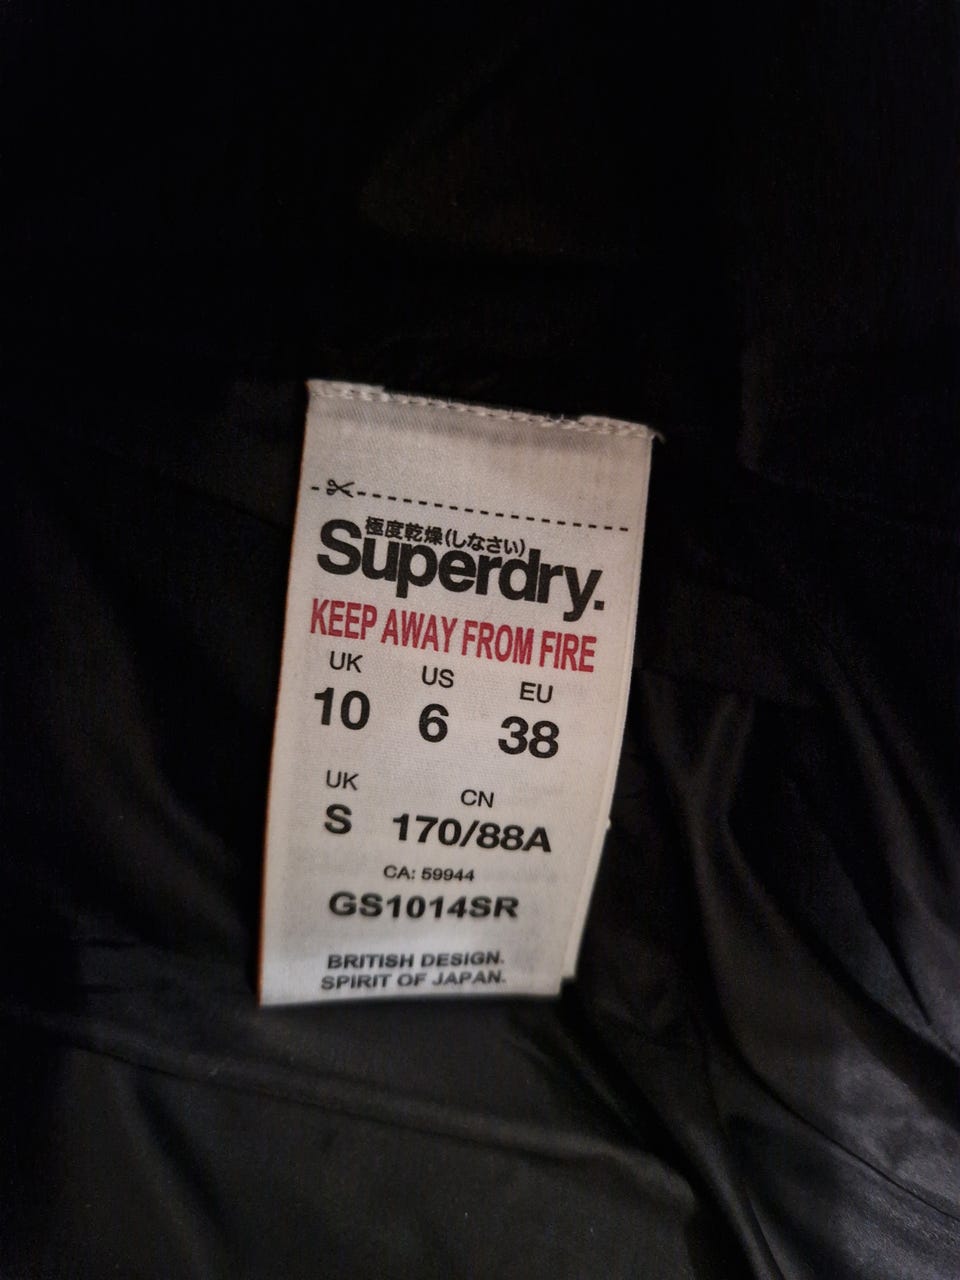 極度乾燥(しなさい)
Superdry.
KEEP AWAY FROM FIRE
UK US EU
10 6 38
UK CN
S 170/88A
CA: 59944
GS1014SR
BRITISH DESIGN.
SPIRIT OF JAPAN.